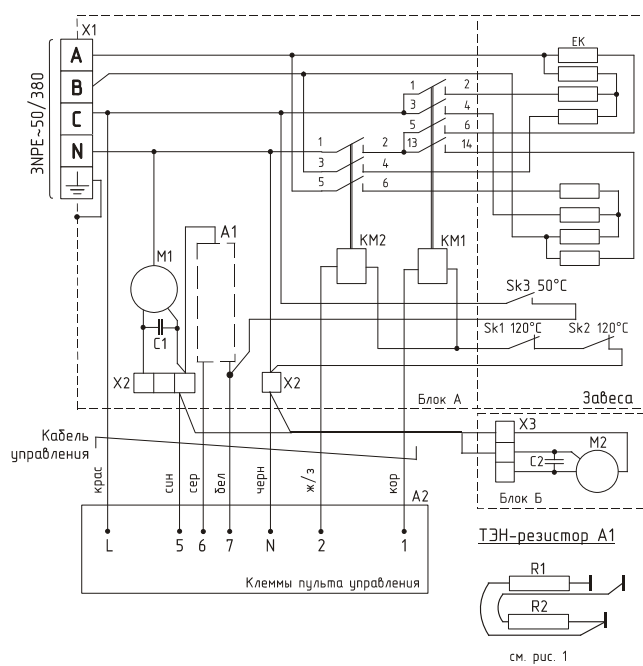 X1
3NPE~50/380
A
B
C
N
EK
1 2
3 4
5 6
13 14
1 2
3 4
5 6
KM2
KM1
M1
A1
C1
Sk3 50°C
Sk1 120°C
Sk2 120°C
X2
X2
Блок А
Завеса
Кабель
управления
X3
M2
C2
Блок Б
крас
син
сер
бел
черн
ж/з
кор
A2
L 5 6 7 N 2 1
Клеммы пульта управления
ТЭН-резистор А1
R1
R2
см. рис. 1